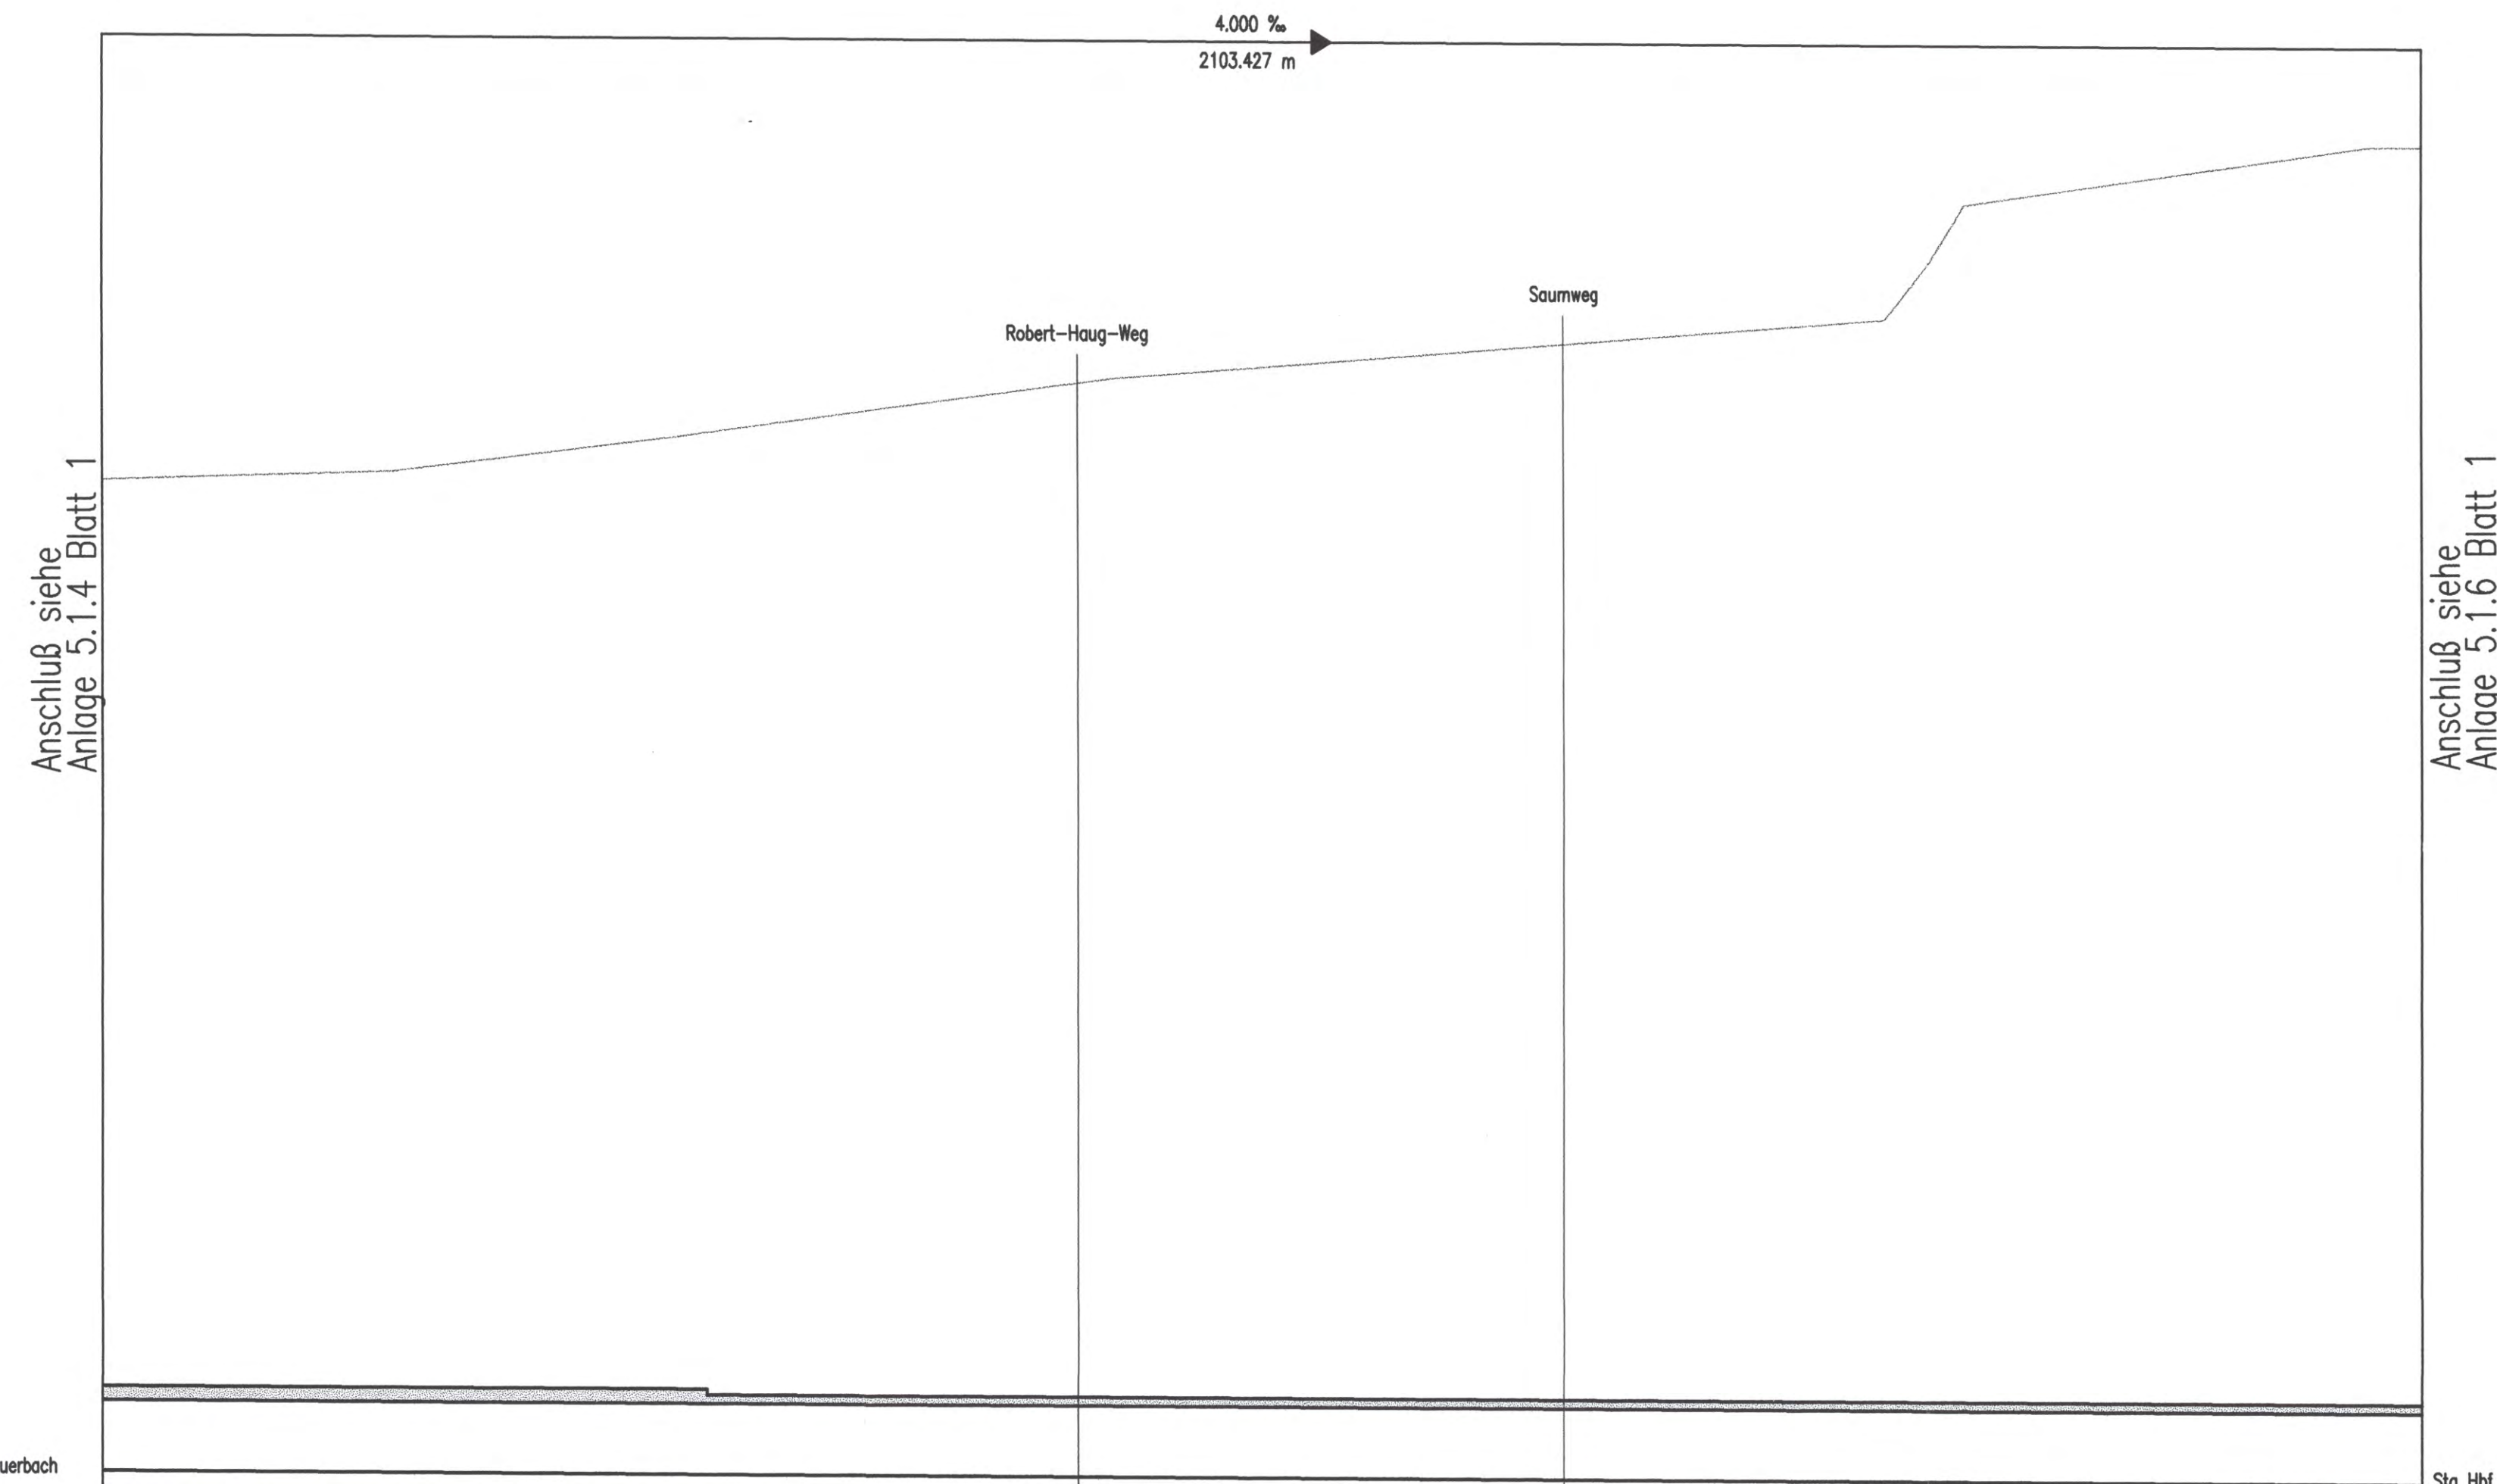 4.000 ‰
2103.427 m
Saumweg
Robert-Haug-Weg
Anschluß siehe
Anlage 5.1.4 Blatt 1
Anschluß siehe
Anlage 5.1.6 Blatt 1
uerbach
Stg. Hbf